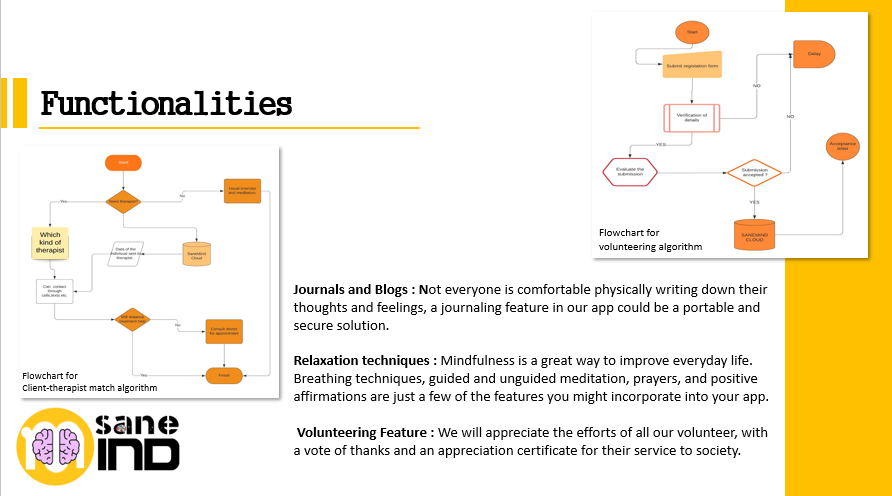 Functionalities
Start
Submit registration form
Verification of
details
NO
YES
Evaluate the
submission
Submission
accepted ?
NO
YES
Delay
Acceptance
letter
SANEMIND
CLOUD
Flowchart for
volunteering algorithm
Start
Need therapist?
Yes
No
Usual exercise
and meditation
Which
kind of
therapist
Data of the
individual sent to
therapist
SaneMind
Cloud
Can contact
through
calls,texts etc.
No
Consult doctor
for appointment
Yes
Finish
Flowchart for
Client-therapist match algorithm
Journals and Blogs : Not everyone is comfortable physically writing down their
thoughts and feelings, a journaling feature in our app could be a portable and
secure solution.
Relaxation techniques : Mindfulness is a great way to improve everyday life.
Breathing techniques, guided and unguided meditation, prayers, and positive
affirmations are just a few of the features you might incorporate into your app.
Volunteering Feature : We will appreciate the efforts of all our volunteer, with
a vote of thanks and an appreciation certificate for their service to society.
sane
mIND